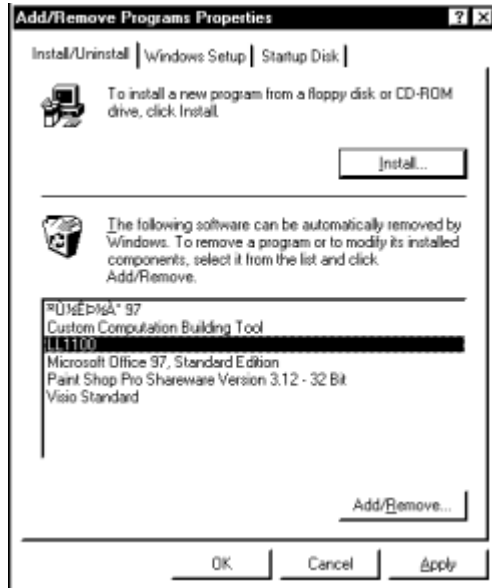 Add/Remove Programs Properties
Install/Uninstall Windows Setup Startup Disk
To install a new program from a floppy disk or CD-ROM
drive, click Install.
Install...
The following software can be automatically removed by
Windows. To remove a program or to modify its installed
components, select it from the list and click
Add/Remove.
97
Custom Computation Building Tool
LL1100
Microsoft Office 97, Standard Edition
Paint Shop Pro Shareware Version 3.12 - 32 Bit
Visio Standard
Add/Remove...
OK Cancel Apply